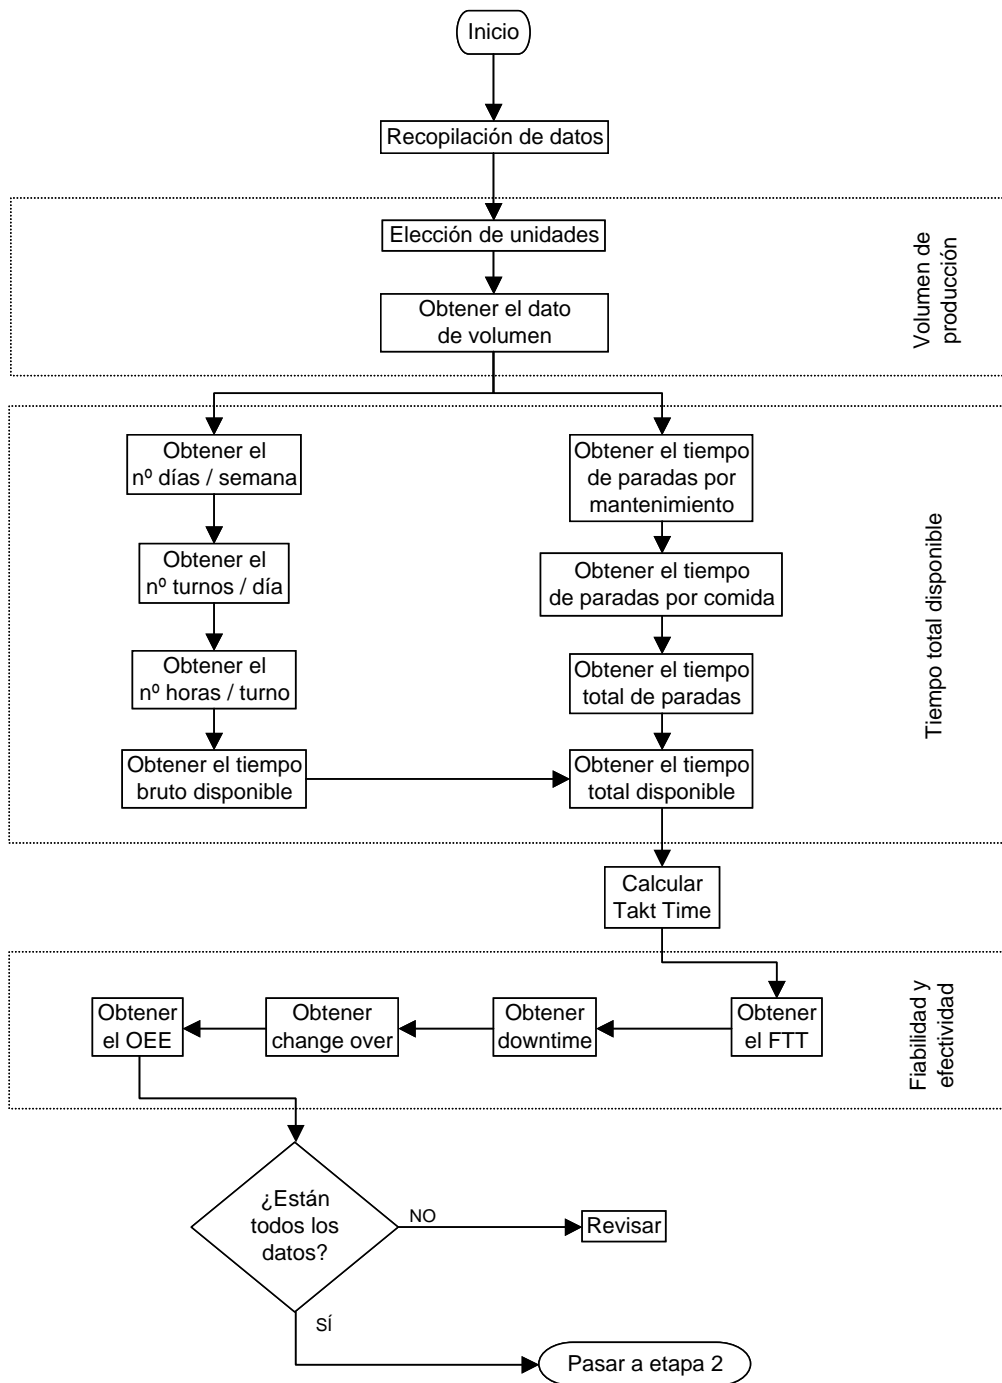 Inicio
Recopilación de datos
Elección de unidades
Obtener el dato
de volumen
Volumen de
producción
Obtener el
nº días / semana
Obtener el
nº turnos / día
Obtener el
nº horas / turno
Obtener el tiempo
bruto disponible
Obtener el tiempo
de paradas por
mantenimiento
Obtener el tiempo
de paradas por comida
Obtener el tiempo
total de paradas
Obtener el tiempo
total disponible
Tiempo total disponible
Calcular
Takt Time
Obtener
el OEE
Obtener
change over
Obtener
downtime
Obtener
el FTT
Fiabilidad y
efectividad
¿Están
todos los
datos?
NO
Revisar
SÍ
Pasar a etapa 2